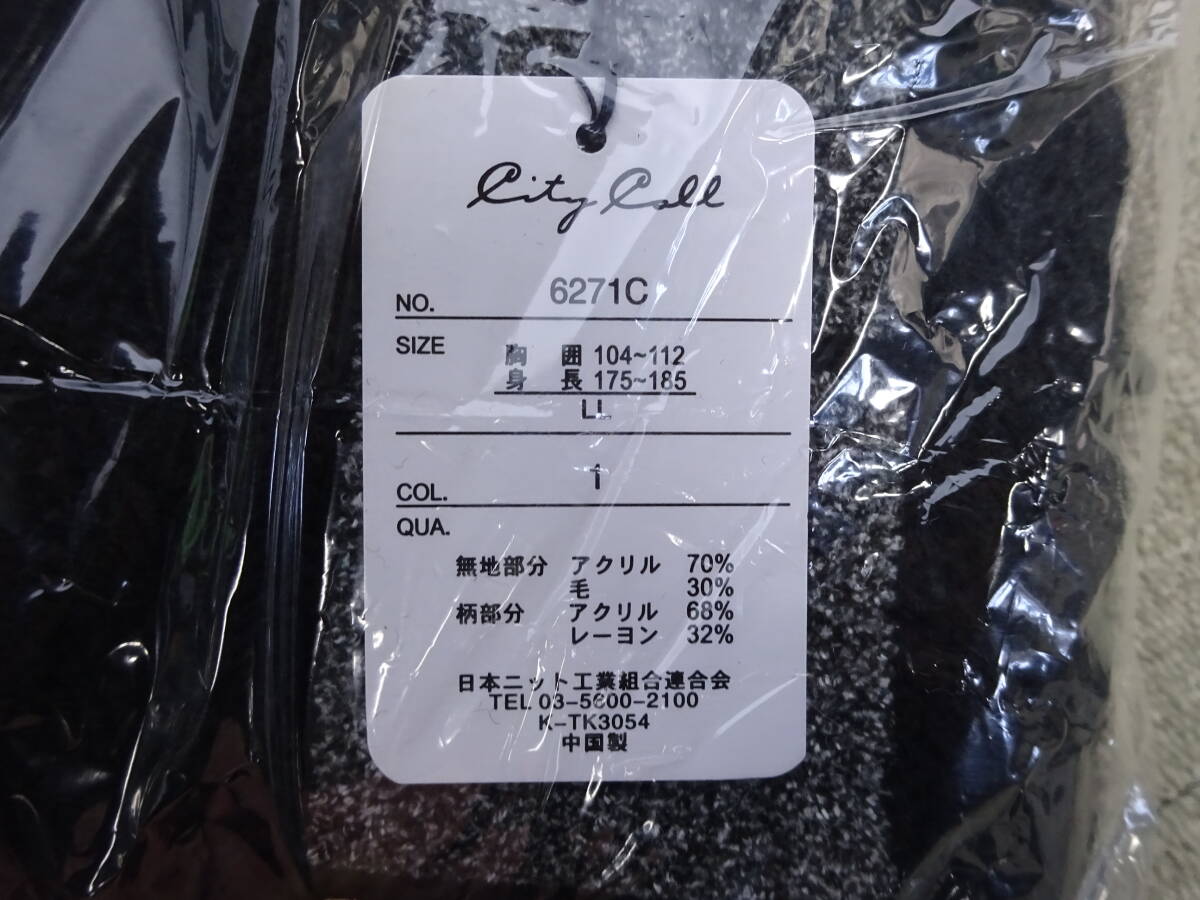 City Call
NO. 6271C
SIZE 胸 囲 104~112
身 長 175~185
LL
COL. 1
QUA.
無地部分 アクリル 70%
毛 30%
柄部分 アクリル 68%
レーヨン 32%
日本ニット工業組合連合会
TEL 03-5600-2100
K-TK3054
中国製